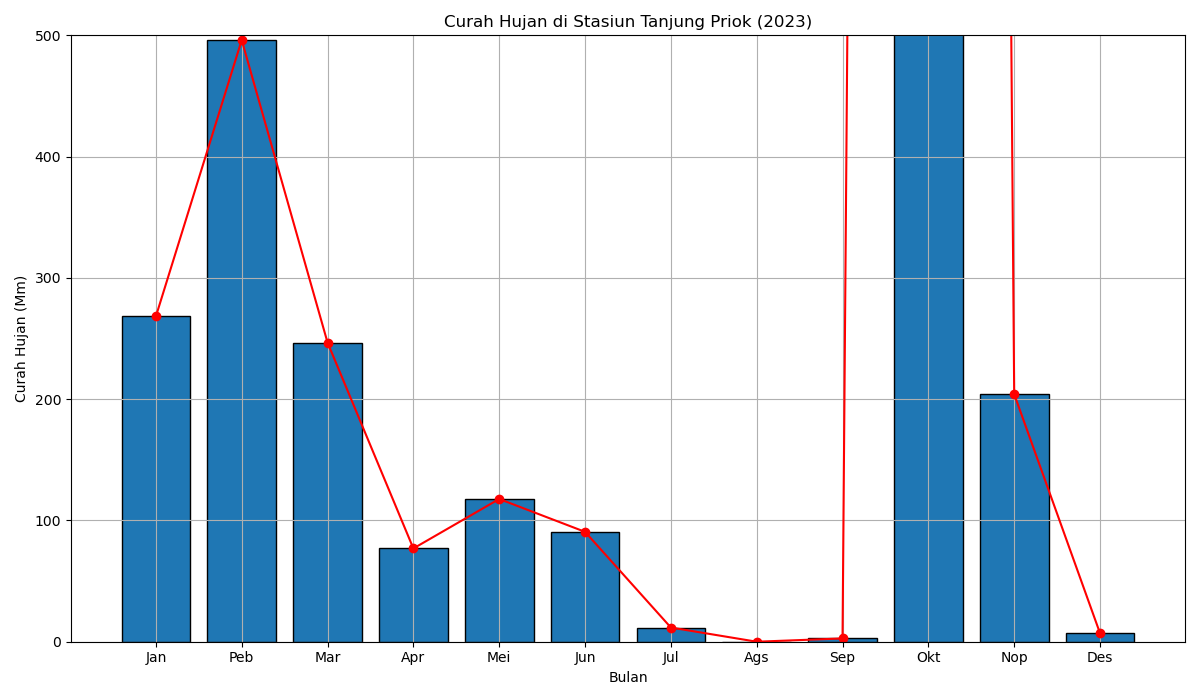 Curah Hujan di Stasiun Tanjung Priok (2023)
500
400
300
200
100
0
Curah Hujan (Mm)
Jan Peb Mar Apr Mei Jun Jul Ags Sep Okt Nop Des
Bulan